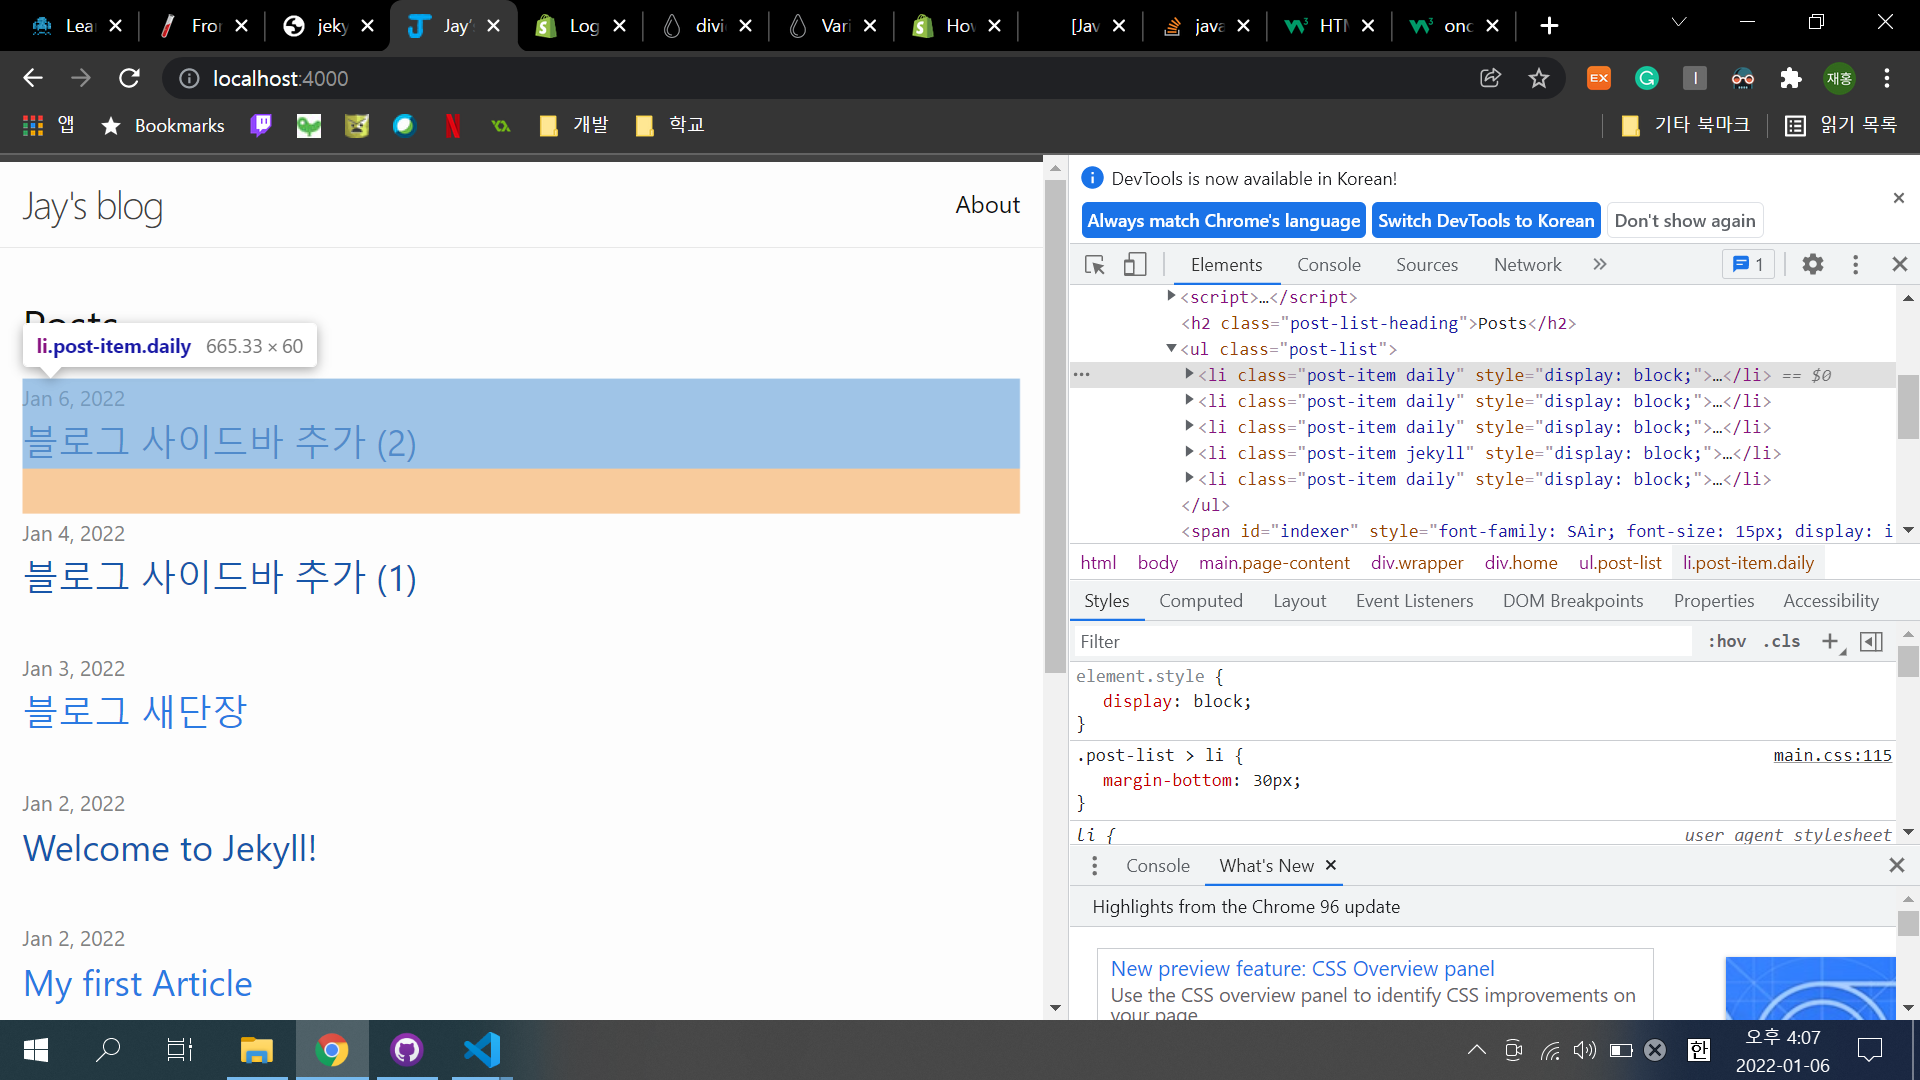 Lear
Fron
jeky
Jay'
Log
divi
Vari
Hov
[Jav
java
HTM
onc
localhost:4000
EX
재홍
앱
Bookmarks
개발
학교
기타 북마크
읽기 목록
Jay's blog
About
Posts
li.post-item.daily 665.33 × 60
Jan 6, 2022
블로그 사이드바 추가 (2)
Jan 4, 2022
블로그 사이드바 추가 (1)
Jan 3, 2022
블로그 새단장
Jan 2, 2022
Welcome to Jekyll!
Jan 2, 2022
My first Article
DevTools is now available in Korean!
Always match Chrome's language
Switch DevTools to Korean
Don't show again
Elements
Console
Sources
Network
1
<script>…</script>
<h2 class="post-list-heading">Posts</h2>
<ul class="post-list">
<li class="post-item daily" style="display: block;">…</li> == $0
<li class="post-item daily" style="display: block;">…</li>
<li class="post-item daily" style="display: block;">…</li>
<li class="post-item jekyll" style="display: block;">…</li>
<li class="post-item daily" style="display: block;">…</li>
</ul>
<span id="indexer" style="font-family: SAir; font-size: 15px; display: i
html body main.page-content div.wrapper div.home ul.post-list li.post-item.daily
Styles
Computed
Layout
Event Listeners
DOM Breakpoints
Properties
Accessibility
Filter
:hov .cls
element.style {
display: block;
}
.post-list > li {
main.css:115
margin-bottom: 30px;
}
li {
user agent stylesheet
Console
What's New
Highlights from the Chrome 96 update
New preview feature: CSS Overview panel
Use the CSS overview panel to identify CSS improvements on
your page
한
오후 4:07
2022-01-06